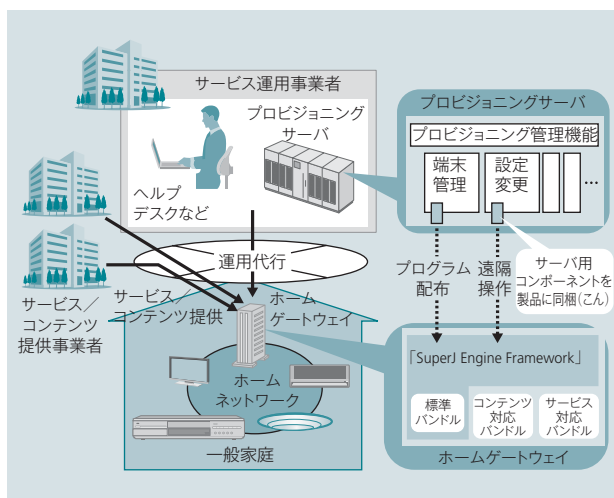 サービス運用事業者
プロビジョニング
サーバ
ヘルプ
デスクなど
運用代行
サービス／
コンテンツ
提供事業者
サービス／
コンテンツ提供
ホーム
ゲートウェイ
ホーム
ネットワーク
一般家庭
プロビジョニングサーバ
プロビジョニング管理機能
端末
管理
設定
変更
…
プログラム
配布
遠隔
操作
サーバ用
コンポーネントを
製品に同梱（こん）
「SuperJ Engine Framework」
標準
バンドル
コンテンツ
対応
バンドル
サービス
対応
バンドル
ホームゲートウェイ